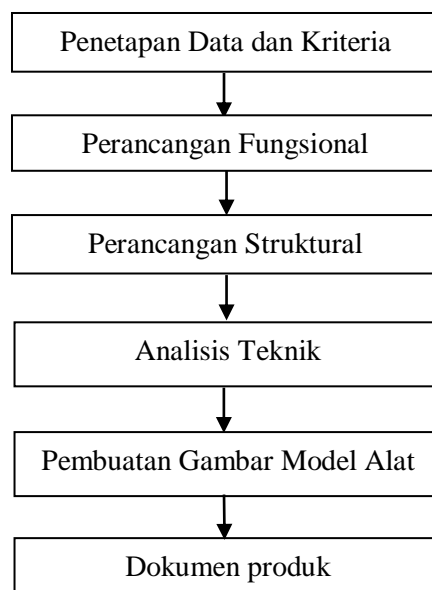 Penetapan Data dan Kriteria
Perancangan Fungsional
Perancangan Struktural
Analisis Teknik
Pembuatan Gambar Model Alat
Dokumen produk